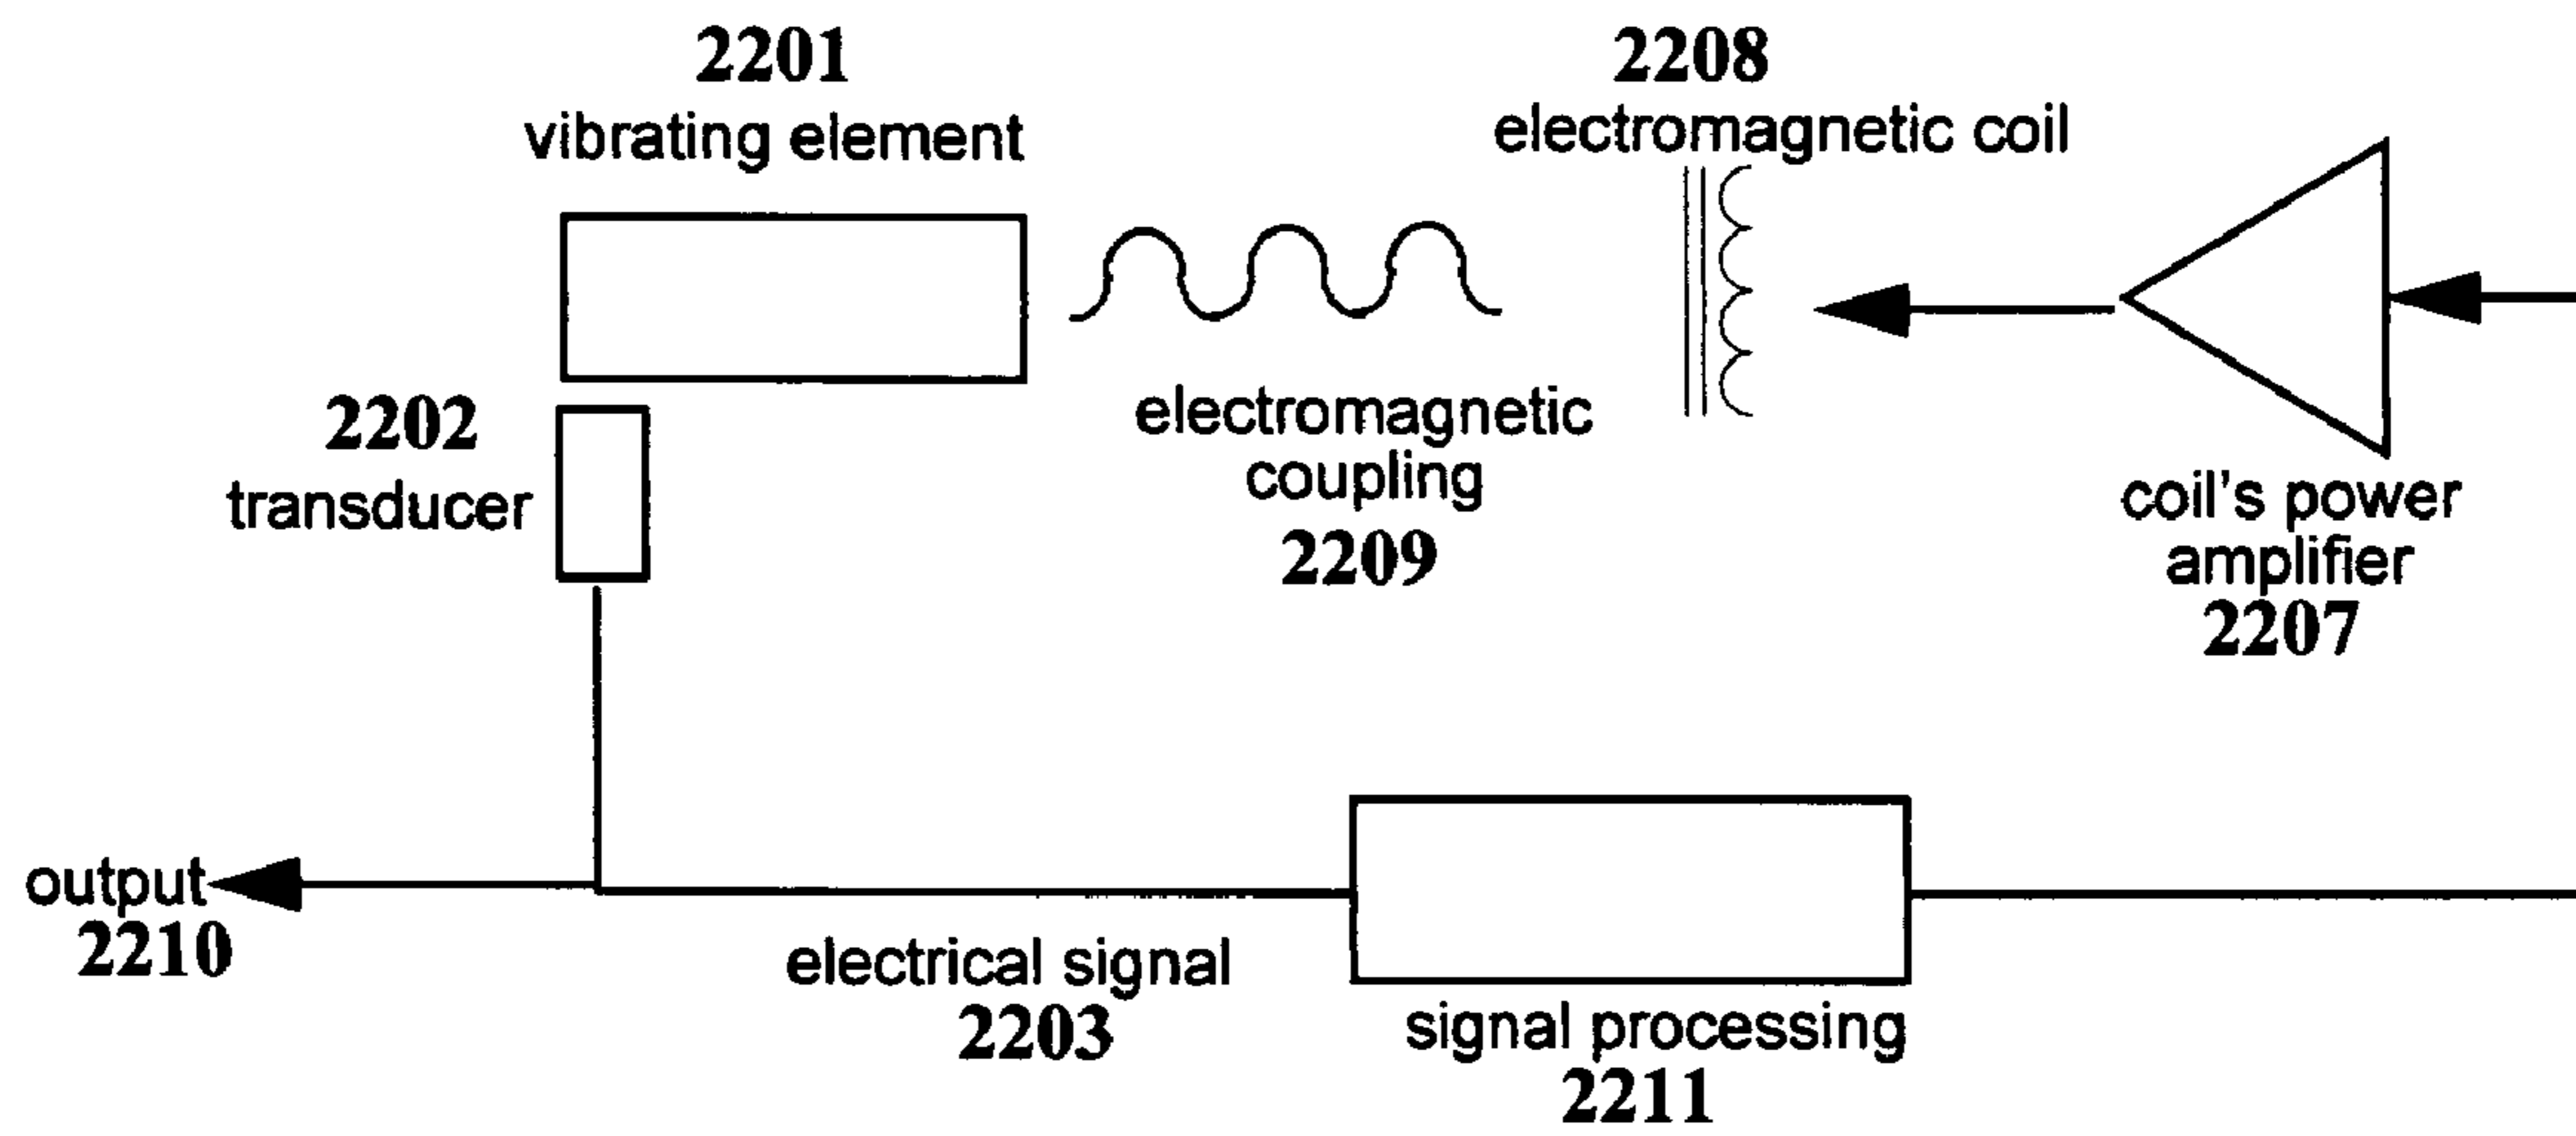 2201
vibrating element
2208
electromagnetic coil
2202
transducer
electromagnetic
coupling
2209
coil's power
amplifier
2207
output
2210
electrical signal
2203
signal processing
2211